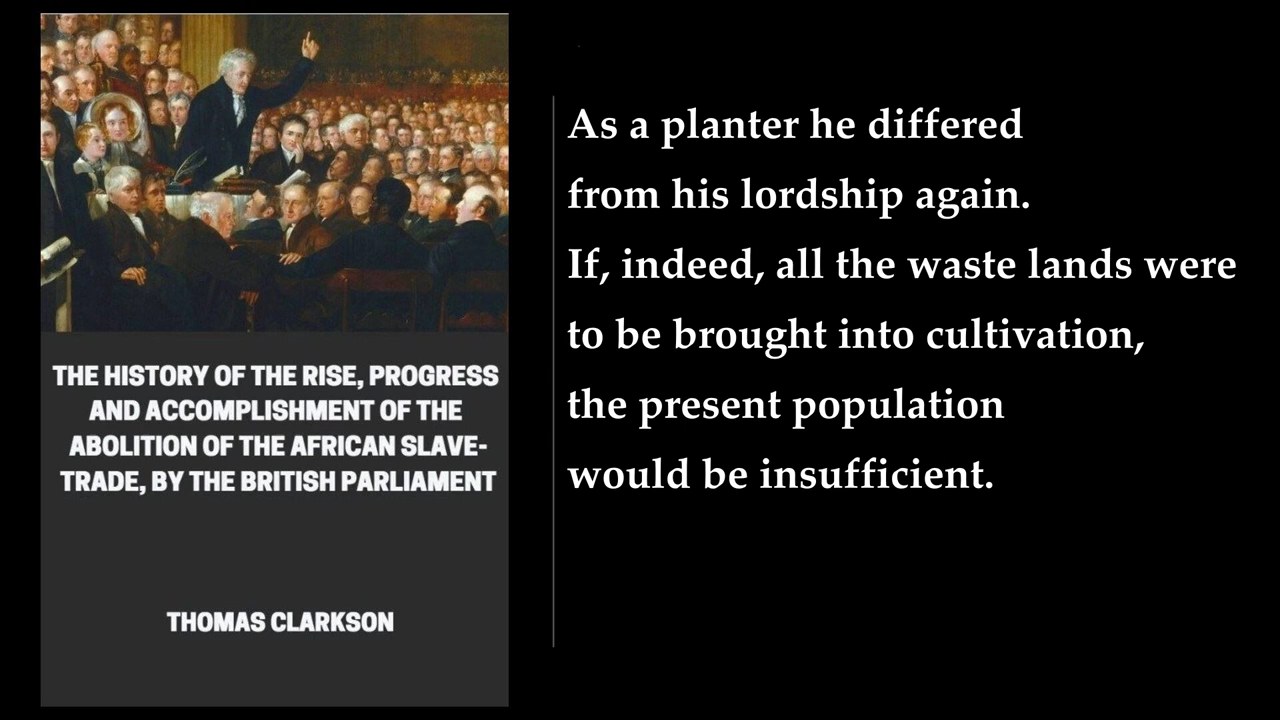 THE HISTORY OF THE RISE, PROGRESS
AND ACCOMPLISHMENT OF THE
ABOLITION OF THE AFRICAN SLAVE-
TRADE, BY THE BRITISH PARLIAMENT
THOMAS CLARKSON
As a planter he differed
from his lordship again.
If, indeed, all the waste lands were
to be brought into cultivation,
the present population
would be insufficient.